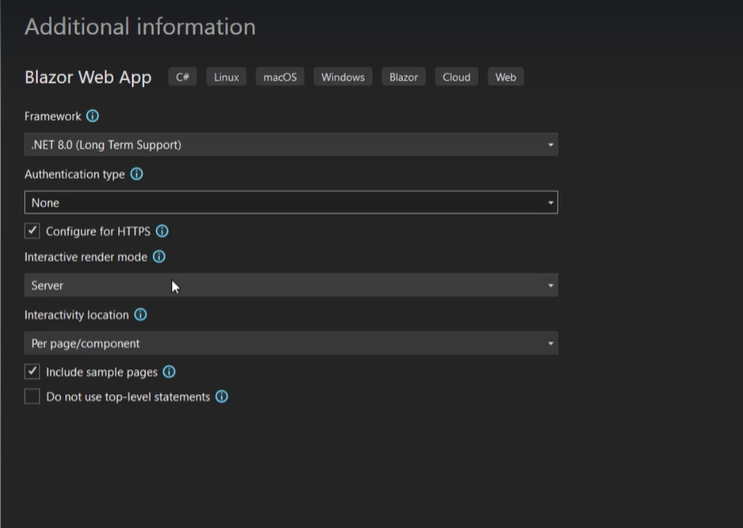 Additional information
Blazor Web App C# Linux macOS Windows Blazor Cloud Web
Framework
.NET 8.0 (Long Term Support)
Authentication type
None
Configure for HTTPS
Interactive render mode
Server
Interactivity location
Per page/component
Include sample pages
Do not use top-level statements